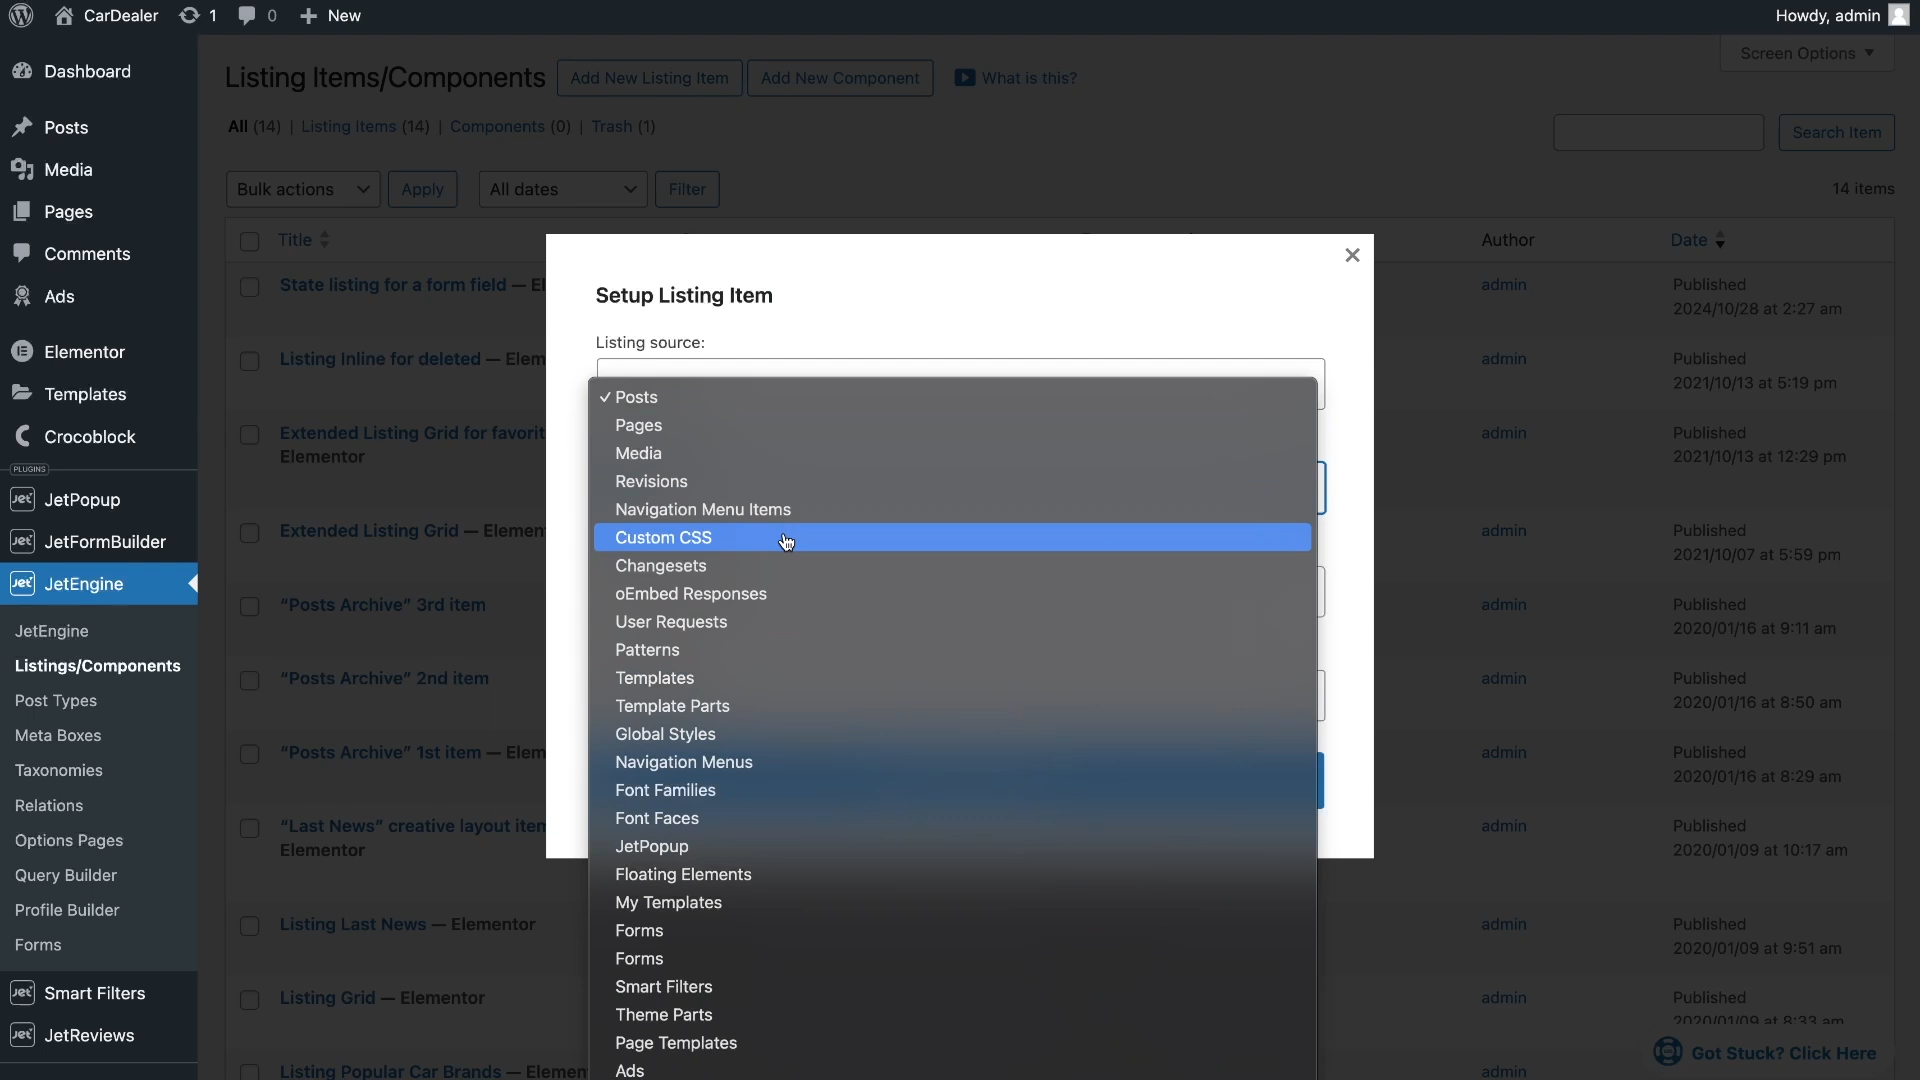 CarDealer 1 0 New Howdy, admin
Screen Options
Dashboard
Posts
Media
Pages
Comments
Ads
Elementor
Templates
Crocoblock
PLUGINS
Jet JetPopup
Jet JetFormBuilder
Jet JetEngine
JetEngine
Listings/Components
Post Types
Meta Boxes
Taxonomies
Relations
Options Pages
Query Builder
Profile Builder
Forms
Jet Smart Filters
Jet JetReviews
Listing Items/Components Add New Listing Item Add New Component What is this?
All (14) | Listing Items (14) | Components (0) | Trash (1)
Search Item
Bulk actions Apply All dates Filter 14 items
Title Author Date
State listing for a form field — admin Published
2024/10/28 at 2:27 am
Listing Inline for deleted — admin Published
2021/10/13 at 5:19 pm
Extended Listing Grid for admin Published
Elementor 2021/10/13 at 12:29 pm
Extended Listing Grid — admin Published
2021/10/07 at 5:59 pm
“Posts Archive” 3rd item admin Published
2020/01/16 at 9:11 am
“Posts Archive” 2nd item admin Published
2020/01/16 at 8:50 am
“Posts Archive” 1st item — admin Published
2020/01/16 at 8:29 am
“Last News” creative layout admin Published
Elementor 2020/01/09 at 10:17 am
Listing Last News — Elementor admin Published
2020/01/09 at 9:51 am
Listing Grid — Elementor admin Published
2020/01/09 at 8:33 am
Listing Popular Car Brands — admin
Setup Listing Item
Listing source:
✓ Posts
Pages
Media
Revisions
Navigation Menu Items
Custom CSS
Changesets
oEmbed Responses
User Requests
Patterns
Templates
Template Parts
Global Styles
Navigation Menus
Font Families
Font Faces
JetPopup
Floating Elements
My Templates
Forms
Forms
Smart Filters
Theme Parts
Page Templates
Ads
Got Stuck? Click Here